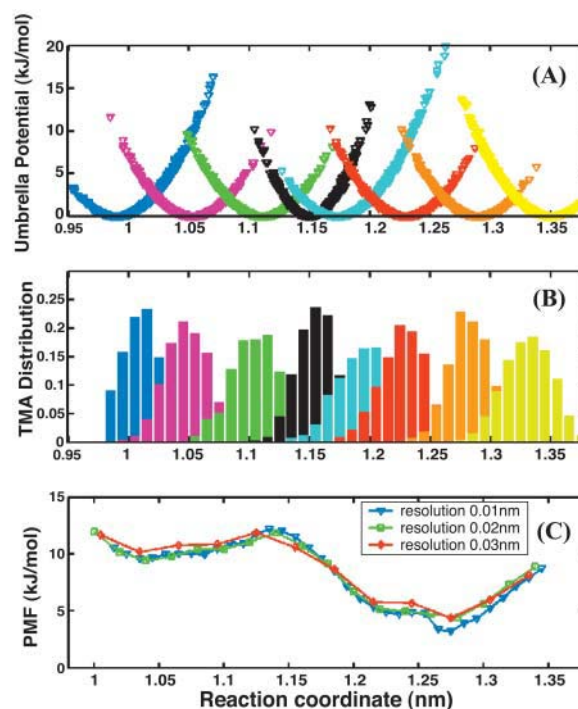 (A)
Umbrella Potential (kJ/mol)
20
15
10
5
0
0.95 1 1.05 1.1 1.15 1.2 1.25 1.3 1.35
(B)
TMA Distribution
0.25
0.2
0.15
0.1
0.05
0
0.95 1 1.05 1.1 1.15 1.2 1.25 1.3 1.35
(C)
PMF (kJ/mol)
15
10
5
0
resolution 0.01nm
resolution 0.02nm
resolution 0.03nm
1 1.05 1.1 1.15 1.2 1.25 1.3 1.35
Reaction coordinate (nm)